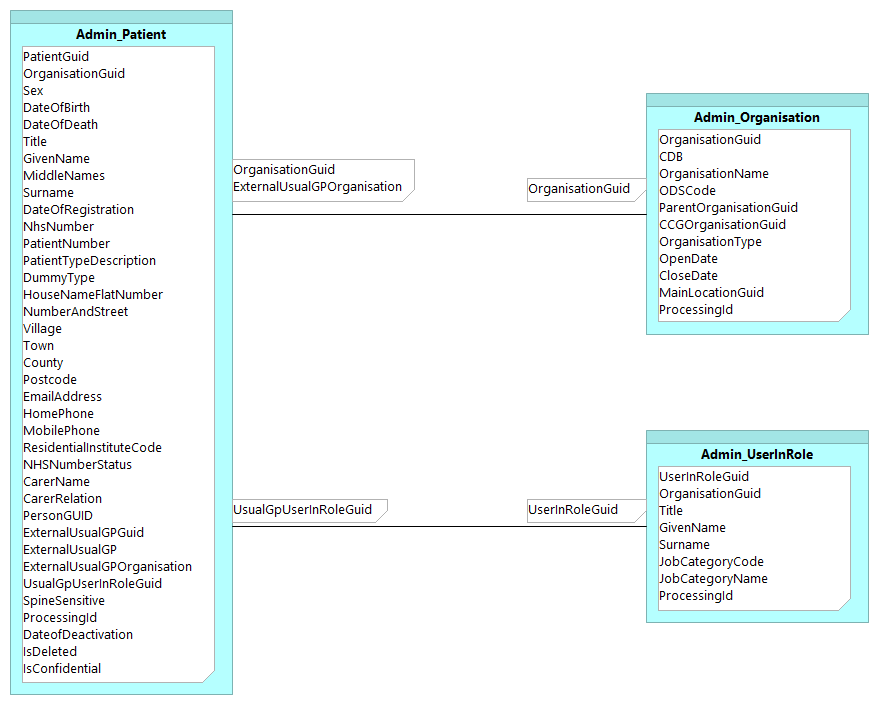 Admin_Patient
PatientGuid
OrganisationGuid
Sex
DateOfBirth
DateOfDeath
Title
GivenName
MiddleNames
Surname
DateOfRegistration
NhsNumber
PatientNumber
PatientTypeDescription
DummyType
HouseNameFlatNumber
NumberAndStreet
Village
Town
County
Postcode
EmailAddress
HomePhone
MobilePhone
ResidentialInstituteCode
NHSNumberStatus
CarerName
CarerRelation
PersonGUID
ExternalUsualGPGuid
ExternalUsualGP
ExternalUsualGPOrganisation
UsualGpUserInRoleGuid
SpineSensitive
ProcessingId
DateofDeactivation
IsDeleted
IsConfidential
OrganisationGuid
ExternalUsualGPOrganisation
OrganisationGuid
Admin_Organisation
OrganisationGuid
CDB
OrganisationName
ODSCode
ParentOrganisationGuid
CCGOrganisationGuid
OrganisationType
OpenDate
CloseDate
MainLocationGuid
ProcessingId
UsualGpUserInRoleGuid
UserInRoleGuid
Admin_UserInRole
UserInRoleGuid
OrganisationGuid
Title
GivenName
Surname
JobCategoryCode
JobCategoryName
ProcessingId